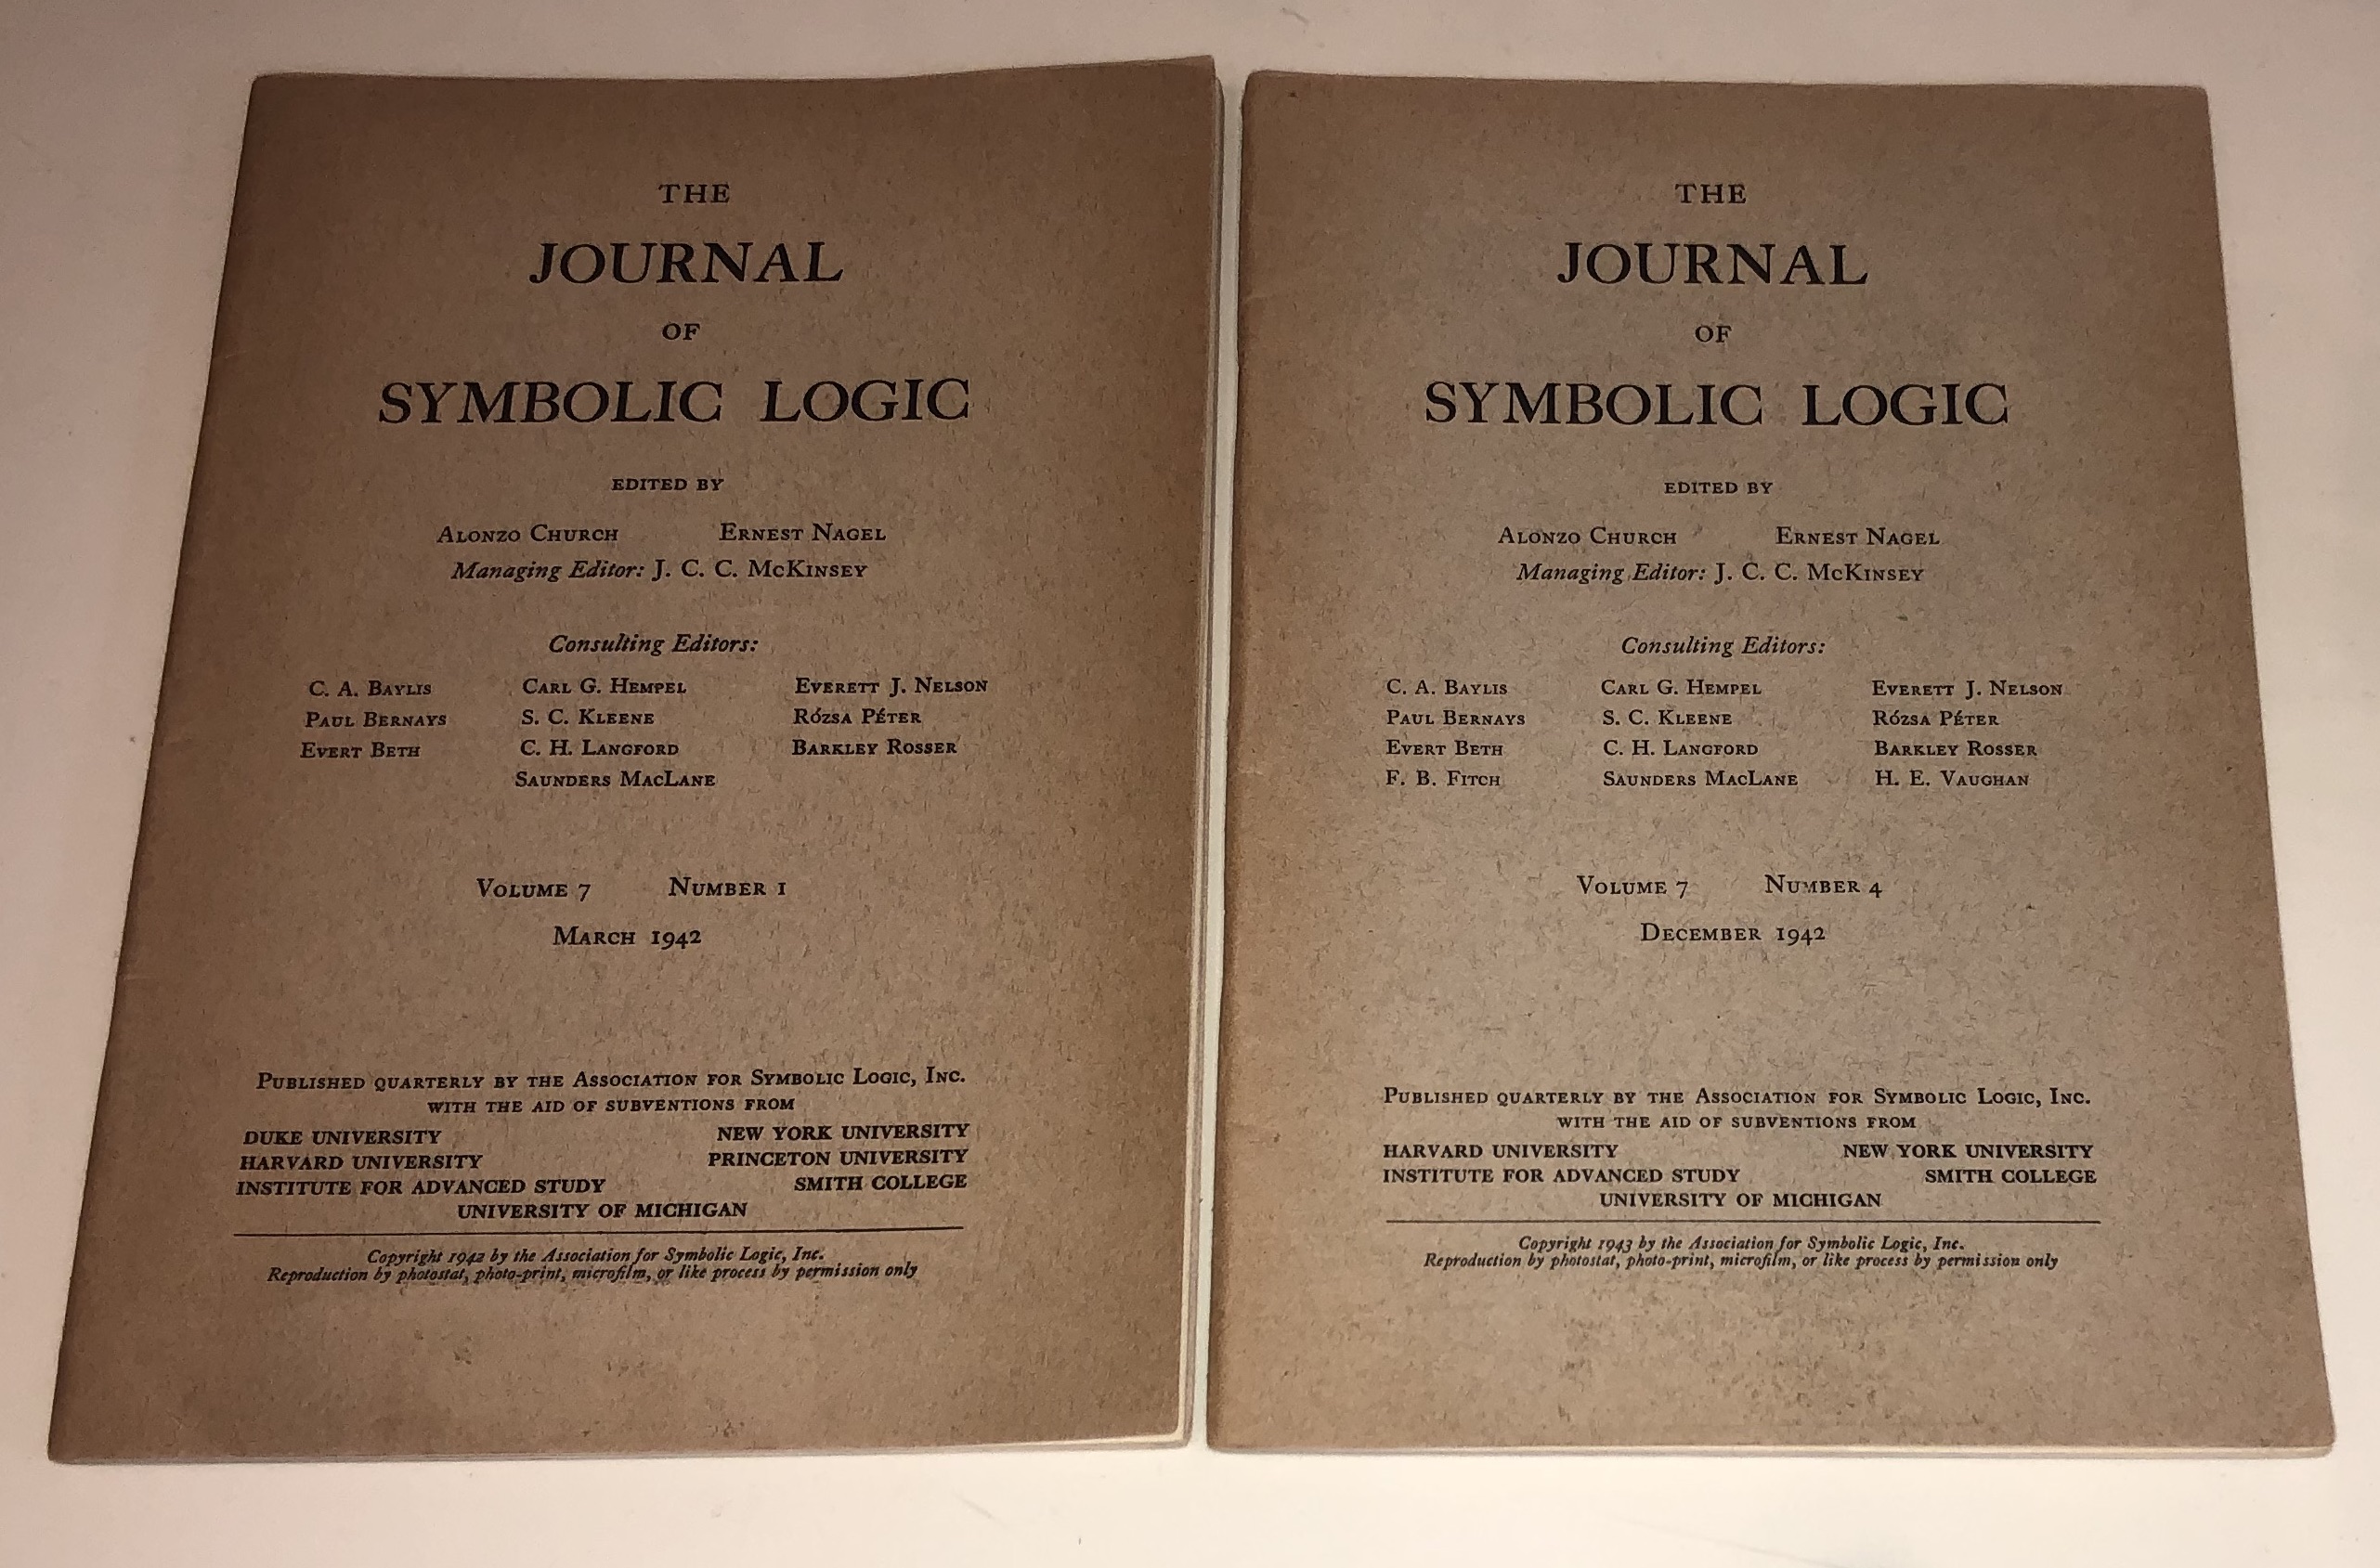 THE
JOURNAL
OF
SYMBOLIC LOGIC
EDITED BY
ALONZO CHURCH ERNEST NAGEL
Managing Editor: J. C. C. McKINSEY
Consulting Editors:
C. A. BAYLIS CARL G. HEMPEL EVERETT J. NELSON
PAUL BERNAYS S. C. KLEENE RÓZSA PÉTER
EVERT BETH C. H. LANGFORD BARKLEY ROSSER
SAUNDERS MACLANE
VOLUME 7 NUMBER 1
MARCH 1942
PUBLISHED QUARTERLY BY THE ASSOCIATION FOR SYMBOLIC LOGIC, INC.
WITH THE AID OF SUBVENTIONS FROM
DUKE UNIVERSITY NEW YORK UNIVERSITY
HARVARD UNIVERSITY PRINCETON UNIVERSITY
INSTITUTE FOR ADVANCED STUDY SMITH COLLEGE
UNIVERSITY OF MICHIGAN
Copyright 1942 by the Association for Symbolic Logic, Inc.
Reproduction by photostat, photo-print, microfilm, or like process by permission only
THE
JOURNAL
OF
SYMBOLIC LOGIC
EDITED BY
ALONZO CHURCH ERNEST NAGEL
Managing Editor: J. C. C. McKINSEY
Consulting Editors:
C. A. BAYLIS CARL G. HEMPEL EVERETT J. NELSON
PAUL BERNAYS S. C. KLEENE RÓZSA PÉTER
EVERT BETH C. H. LANGFORD BARKLEY ROSSER
F. B. FITCH SAUNDERS MACLANE H. E. VAUGHAN
VOLUME 7 NUMBER 4
DECEMBER 1942
PUBLISHED QUARTERLY BY THE ASSOCIATION FOR SYMBOLIC LOGIC, INC.
WITH THE AID OF SUBVENTIONS FROM
HARVARD UNIVERSITY NEW YORK UNIVERSITY
INSTITUTE FOR ADVANCED STUDY SMITH COLLEGE
UNIVERSITY OF MICHIGAN
Copyright 1943 by the Association for Symbolic Logic, Inc.
Reproduction by photostat, photo-print, microfilm, or like process by permission only